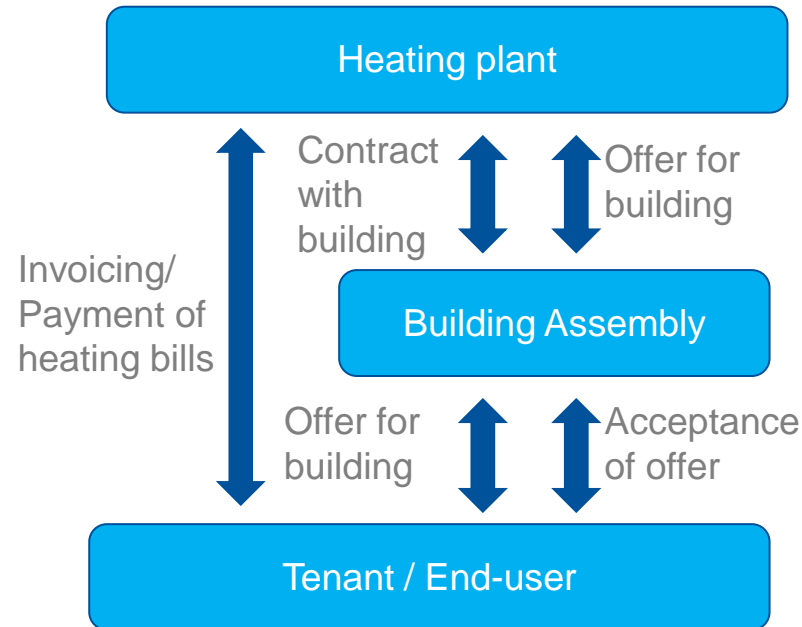 Heating plant
Contract
with
building
Offer for
building
Invoicing/
Payment of
heating bills
Building Assembly
Offer for
building
Acceptance
of offer
Tenant / End-user